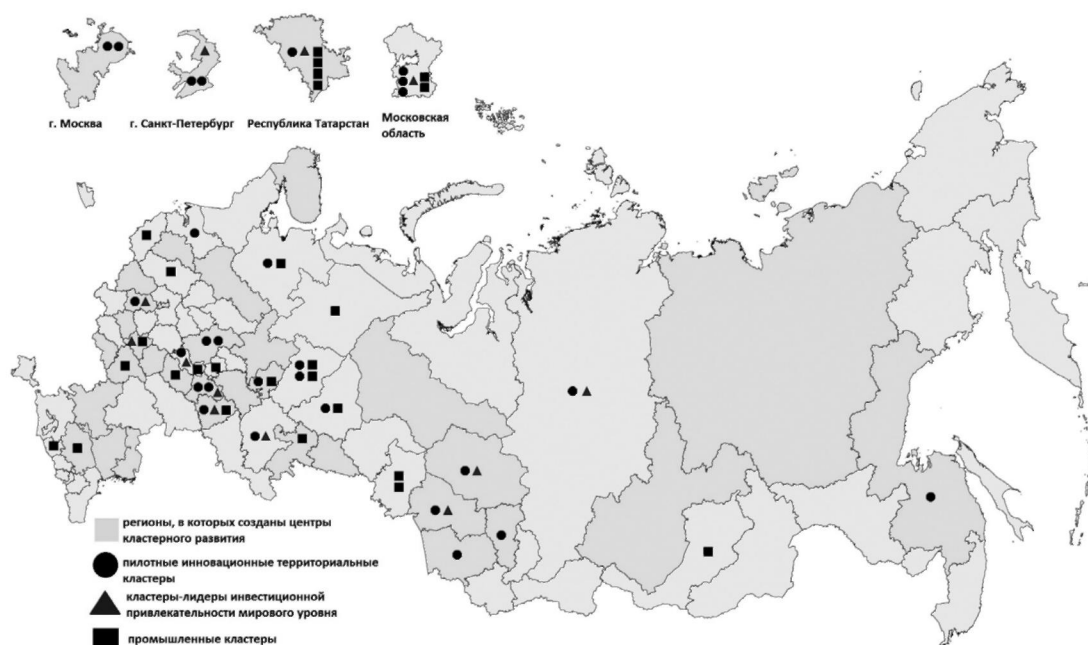 г. Москва
г. Санкт-Петербург
Республика Татарстан
Московская
область
регионы, в которых созданы центры
кластерного развития
пилотные инновационные территориальные
кластеры
кластеры-лидеры инвестиционной
привлекательности мирового уровня
промышленные кластеры